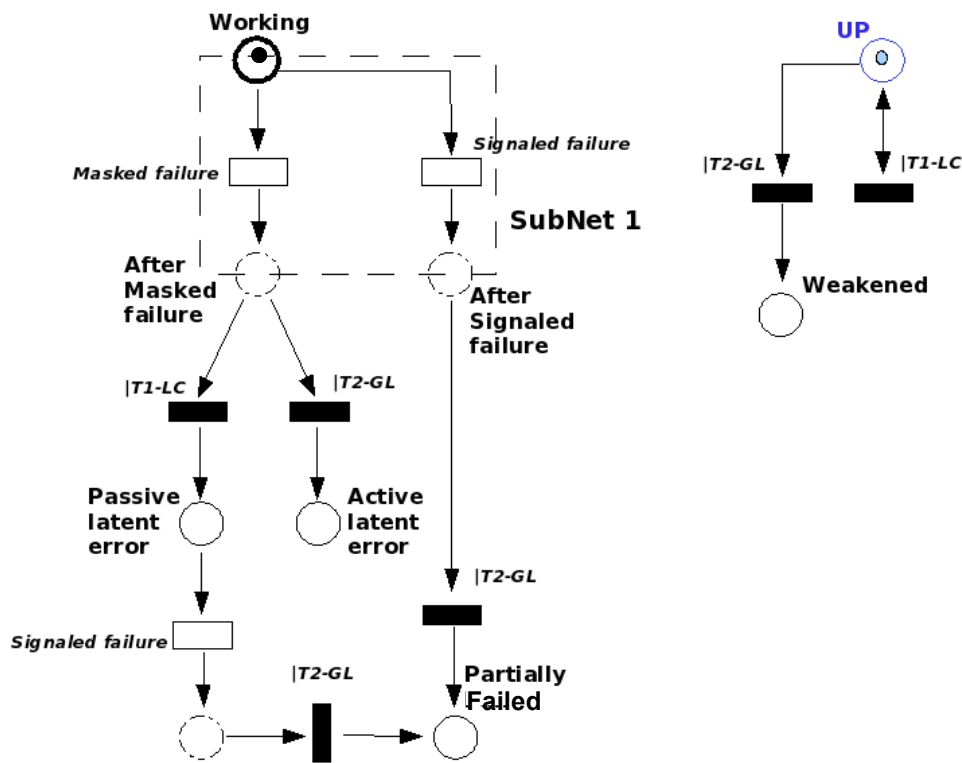 Working
UP
Signaled failure
Masked failure
|T2-GL
|T1-LC
SubNet 1
After
Masked
failure
After
Signaled
failure
Weakened
|T1-LC
|T2-GL
Passive
latent
error
Active
latent
error
|T2-GL
Signaled failure
|T2-GL
Partially
Failed